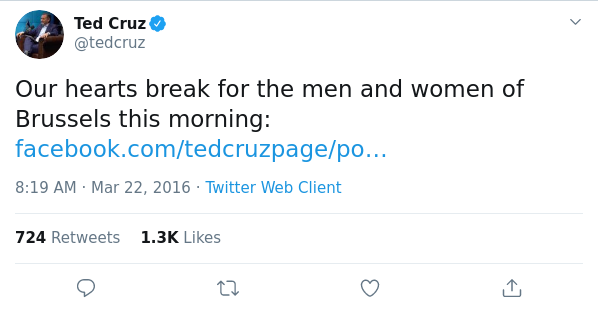 Ted Cruz
@tedcruz
Our hearts break for the men and women of
Brussels this morning:
facebook.com/tedcruzpage/po...
8:19 AM · Mar 22, 2016 · Twitter Web Client
724 Retweets 1.3K Likes